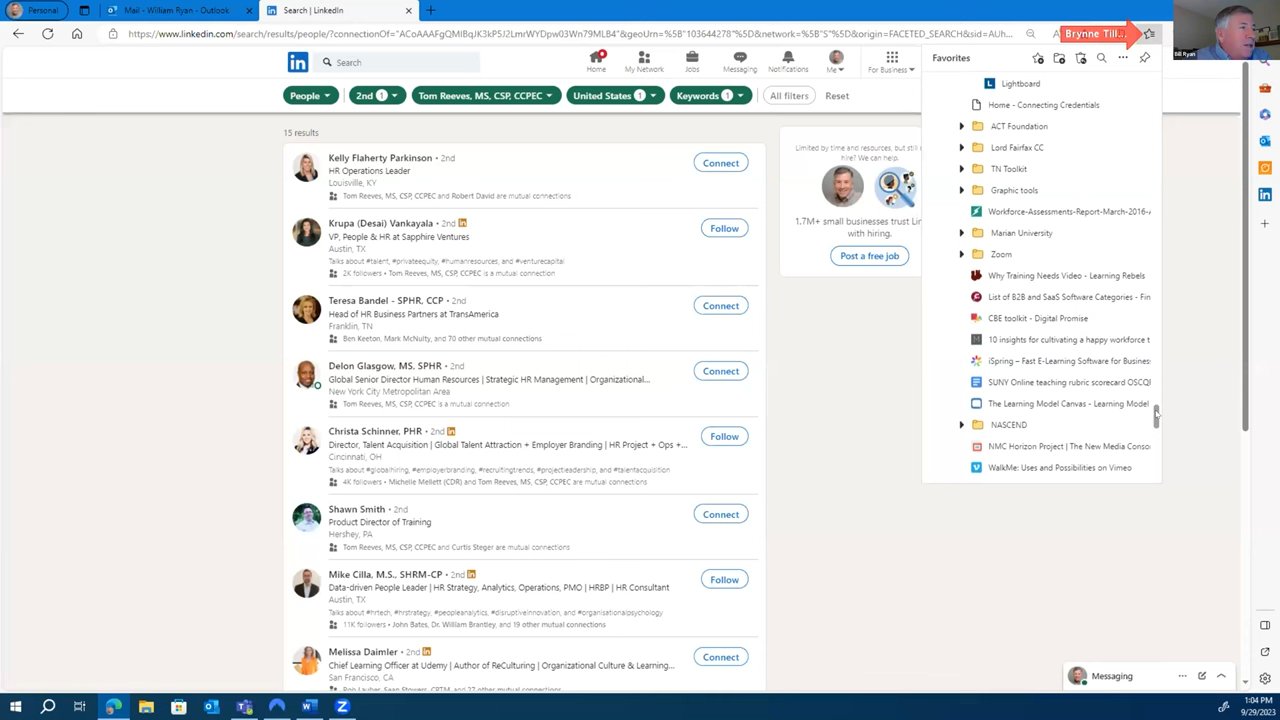 Personal
Mail - William Ryan - Outlook
Search | LinkedIn
https://www.linkedin.com/search/results/people/?connectionOf="
Brynne Till...
Bill Ryan
Search
Home
My Network
Jobs
Messaging
Notifications
Me
For Business
People
2nd 1
Tom Reeves, MS, CSP, CCPEC
United States 1
Keywords 1
All filters
Reset
15 results
Kelly Flaherty Parkinson • 2nd
HR Operations Leader
Louisville, KY
Tom Reeves, MS, CSP, CCPEC and Robert David are mutual connections
Connect
Krupa (Desai) Vankayala • 2nd
VP, People & HR at Sapphire Ventures
Austin, TX
Talks about #talent, #privateequity, #humanresources, and #venturecapital
2K followers • Tom Reeves, MS, CSP, CCPEC is a mutual connection
Follow
Teresa Bandel - SPHR, CCP • 2nd
Head of HR Business Partners at TransAmerica
Franklin, TN
Ben Keeton, Mark McNulty, and 70 other mutual connections
Connect
Delon Glasgow, MS, SPHR • 2nd
Global Senior Director Human Resources | Strategic HR Management | Organizational...
New York City Metropolitan Area
Tom Reeves, MS, CSP, CCPEC is a mutual connection
Connect
Christa Schinner, PHR • 2nd
Director, Talent Acquisition | Global Talent Attraction + Employer Branding | HR Project + Ops +...
Cincinnati, OH
Talks about #globalhiring, #employerbranding, #recruitingtrends, #projectleadership, and #talentacquisition
4K followers • Michelle Mellett (CDR) and Tom Reeves, MS, CSP, CCPEC are mutual connections
Follow
Shawn Smith • 2nd
Product Director of Training
Hershey, PA
Tom Reeves, MS, CSP, CCPEC and Curtis Steger are mutual connections
Connect
Mike Cilla, M.S., SHRM-CP • 2nd
Data-driven People Leader | HR Strategy, Analytics, Operations, PMO | HRBP | HR Consultant
Austin, TX
Talks about #hrtech, #hrstrategy, #peopleanalytics, #disruptiveinnovation, and #organisationalpsychology
11K followers • John Bates, Dr. William Brantley, and 19 other mutual connections
Follow
Melissa Daimler • 2nd
Chief Learning Officer at Udemy | Author of ReCulturing | Organizational Culture & Learning...
San Francisco, CA
Connect
Limited by time and resources, but still
hire? We can help.
1.7M+ small businesses trust Lin
with hiring.
Post a free job
Favorites
Lightboard
Home - Connecting Credentials
ACT Foundation
Lord Fairfax CC
TN Toolkit
Graphic tools
Workforce-Assessments-Report-March-2016-
Marian University
Zoom
Why Training Needs Video - Learning Rebels
List of B2B and SaaS Software Categories - Fin
CBE toolkit - Digital Promise
10 insights for cultivating a happy workforce t
iSpring – Fast E-Learning Software for Business
SUNY Online teaching rubric scorecard OSCQR
The Learning Model Canvas - Learning Model
NASCEND
NMC Horizon Project | The New Media Conso
WalkMe: Uses and Possibilities on Vimeo
Messaging
1:04 PM
9/29/2023